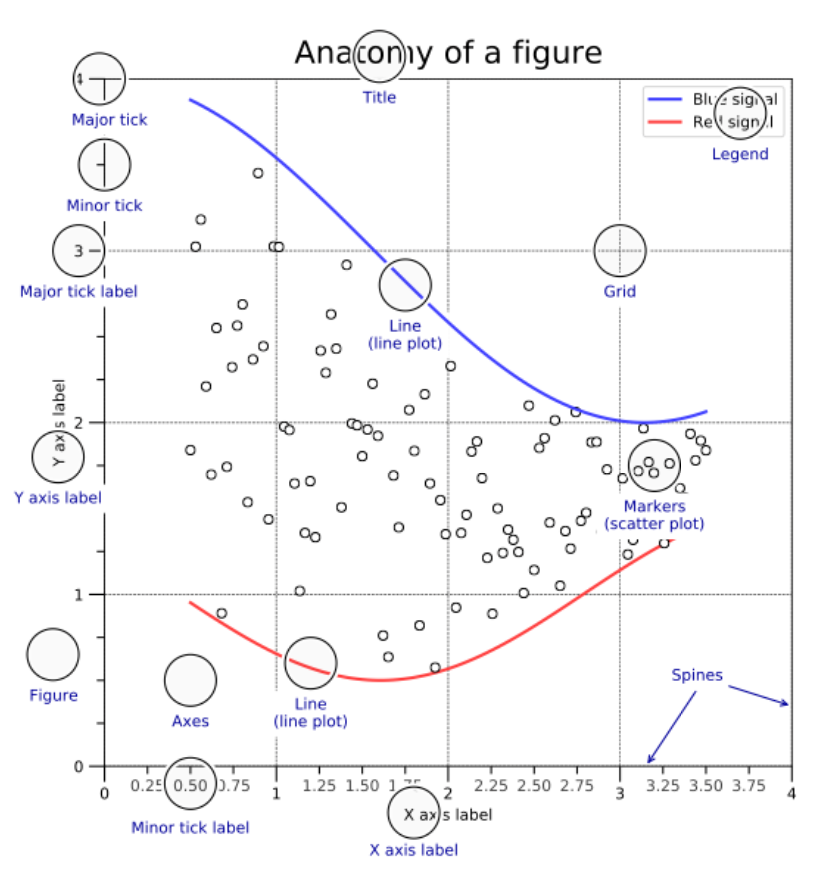 Anatomy of a figure
Title
4
Major tick
Blue signal
Red signal
Legend
Minor tick
3
Major tick label
Grid
Line
(line plot)
2
Y axis label
Y axis label
Markers
(scatter plot)
1
Figure
Axes
Line
(line plot)
Spines
0
0 0.25 0.50 0.75 1 1.25 1.50 1.75 2 2.25 2.50 2.75 3 3.25 3.50 3.75 4
X axis label
Minor tick label
X axis label